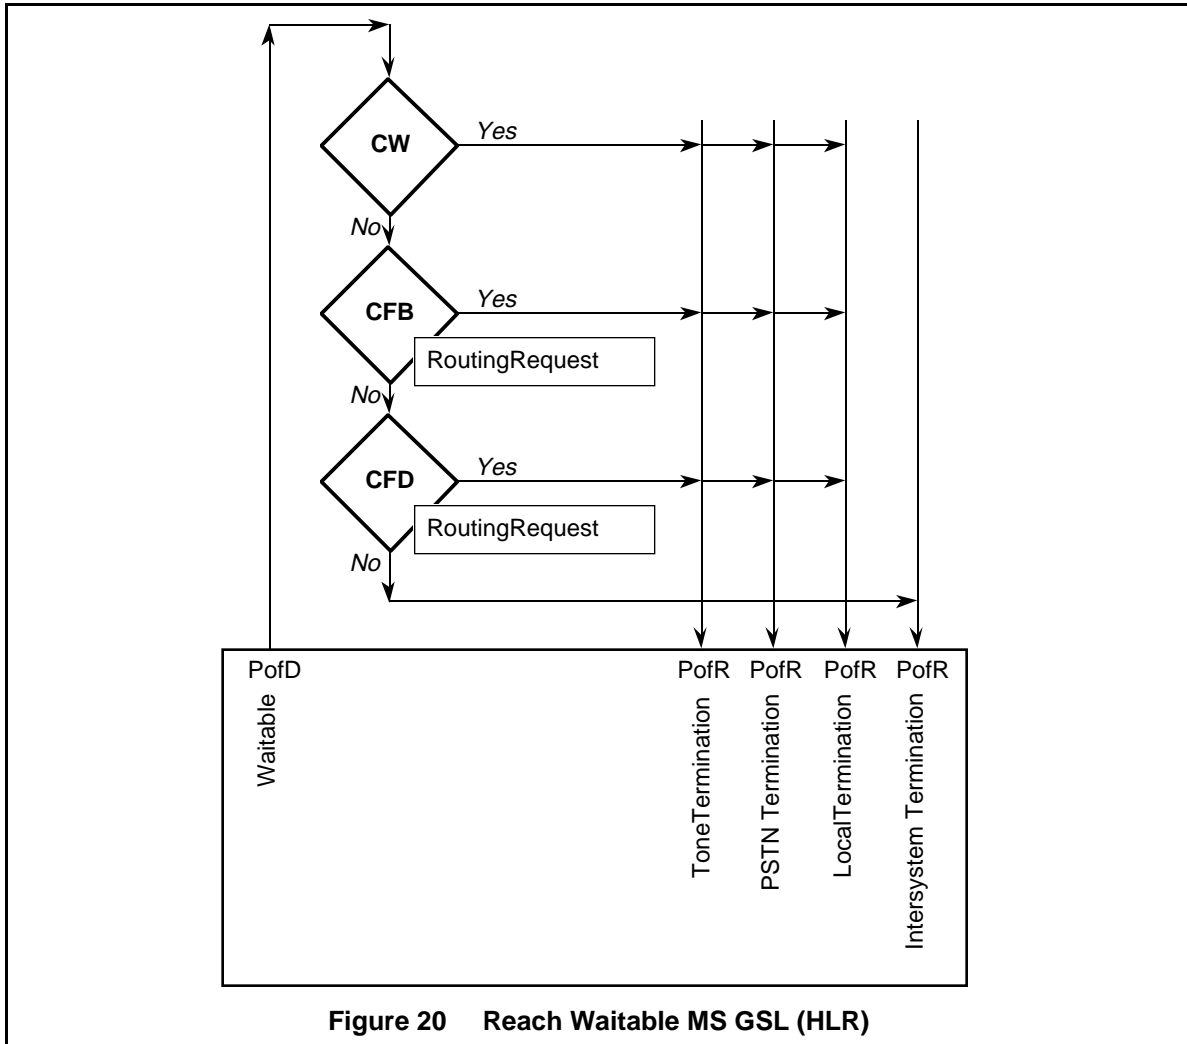 CW
Yes
No
CFB
Yes
RoutingRequest
No
CFD
Yes
RoutingRequest
No
PofD
PofR
PofR
PofR
PofR
Waitable
ToneTermination
PSTN Termination
LocalTermination
Intersystem Termination
Figure 20 Reach Waitable MS GSL (HLR)